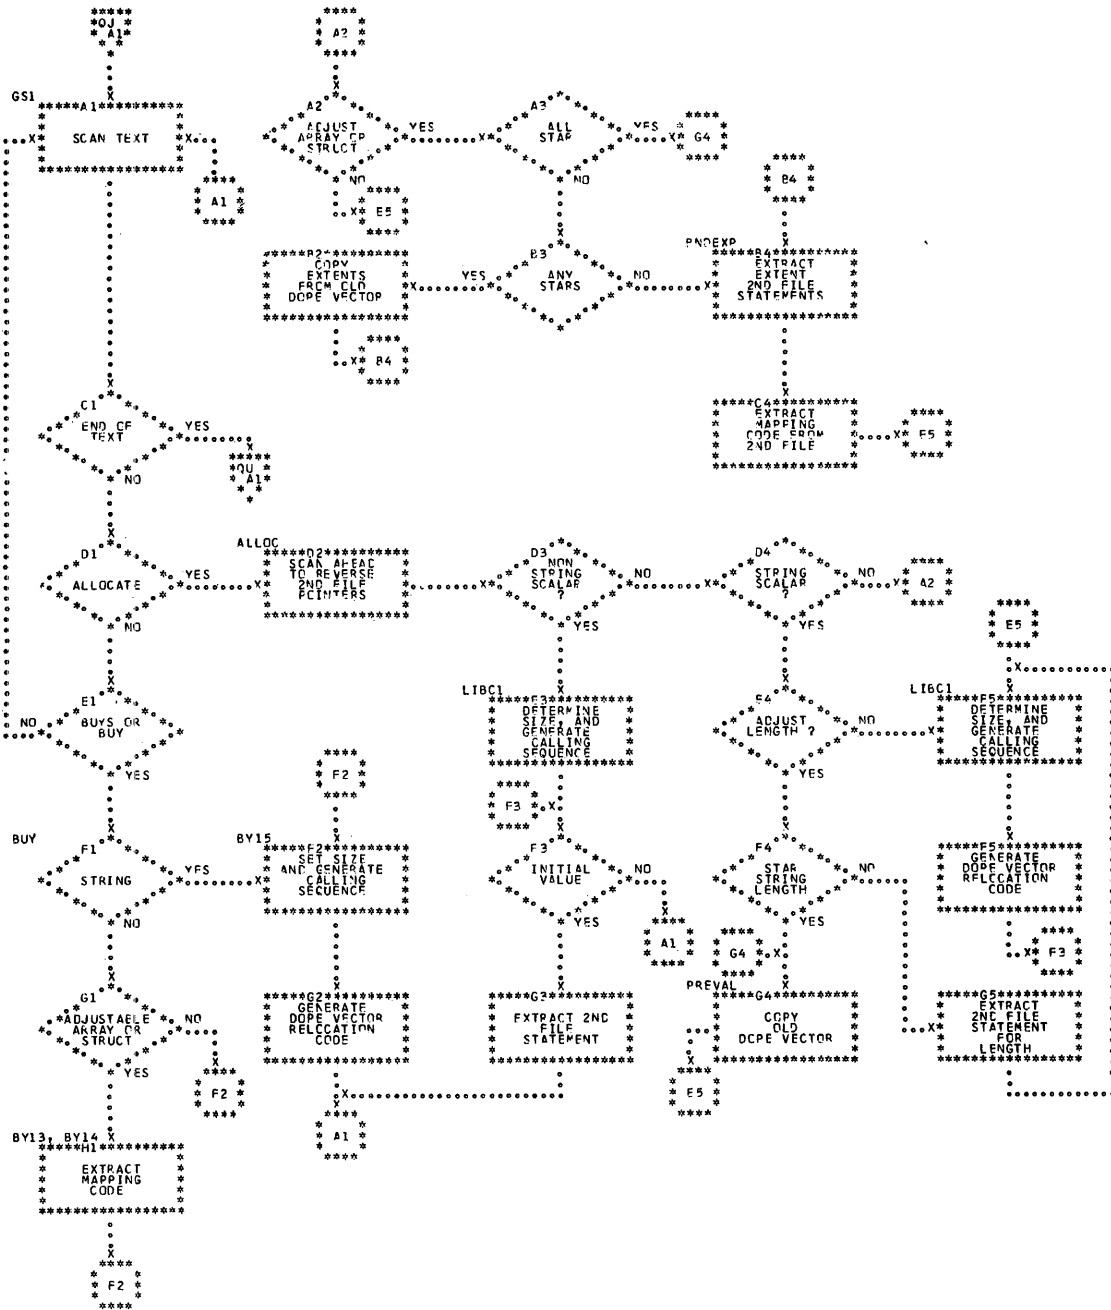 QJ
A1
A2
GS1
A1
SCAN TEXT
A1
A2
ADJUST
ARRAY OR
STRUCT
YES
NO
E5
A3
ALL
STAR
YES
G4
NO
B4
B2
COPY
EXTENTS
FROM OLD
DOPE VECTOR
B4
YES
B3
ANY
STARS
NO
BNDEXP
B4
EXTRACT
EXTENT
2ND FILE
STATEMENTS
C1
END OF
TEXT
YES
NO
QU
A1
C4
EXTRACT
MAPPING
CODE FROM
2ND FILE
E5
D1
ALLOCATE
YES
NO
ALLOC
D2
SCAN AHEAD
TO REVERSE
2ND FILE
POINTERS
D3
NON
STRING
SCALAR
?
NO
YES
D4
STRING
SCALAR
?
NO
A2
YES
E5
NO
E1
BUYS OR
BUY
YES
F2
LIBC1
E3
DETERMINE
SIZE, AND
GENERATE
CALLING
SEQUENCE
F3
E4
ADJUST
LENGTH ?
NO
YES
LIBC1
E5
DETERMINE
SIZE, AND
GENERATE
CALLING
SEQUENCE
BUY
F1
STRING
YES
NO
BY15
F2
SET SIZE
AND GENERATE
CALLING
SEQUENCE
F3
INITIAL
VALUE
NO
YES
A1
F4
STAR
STRING
LENGTH
NO
YES
G4
F5
GENERATE
DOPE VECTOR
RELOCATION
CODE
F3
G1
ADJUSTABLE
ARRAY OR
STRUCT
NO
YES
F2
G2
GENERATE
DOPE VECTOR
RELOCATION
CODE
A1
G3
EXTRACT 2ND
FILE
STATEMENT
PREVAL
G4
COPY
OLD
DOPE VECTOR
E5
G5
EXTRACT
2ND FILE
STATEMENT
FOR
LENGTH
BY13, BY14
H1
EXTRACT
MAPPING
CODE
F2